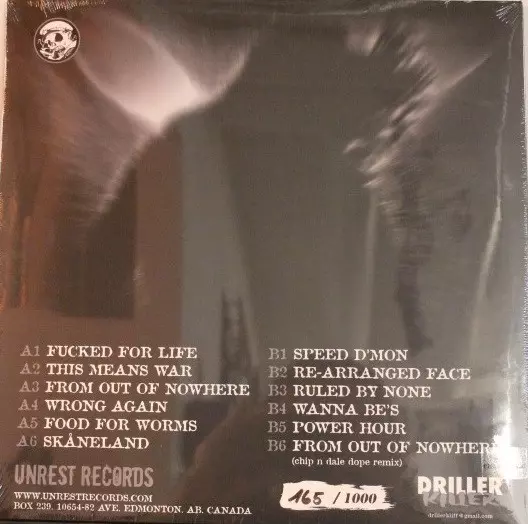 A1 FUCKED FOR LIFE
A2 THIS MEANS WAR
A3 FROM OUT OF NOWHERE
A4 WRONG AGAIN
A5 FOOD FOR WORMS
A6 SKÅNELAND
B1 SPEED D'MON
B2 RE-ARRANGED FACE
B3 RULED BY NONE
B4 WANNA BE'S
B5 POWER HOUR
B6 FROM OUT OF NOWHERE
(chip n dale dope remix)
UNREST RECORDS
WWW.UNRESTRECORDS.COM
BOX 239, 10654-82 AVE, EDMONTON. AB. CANADA
165 / 1000
DRILLER
KILLER